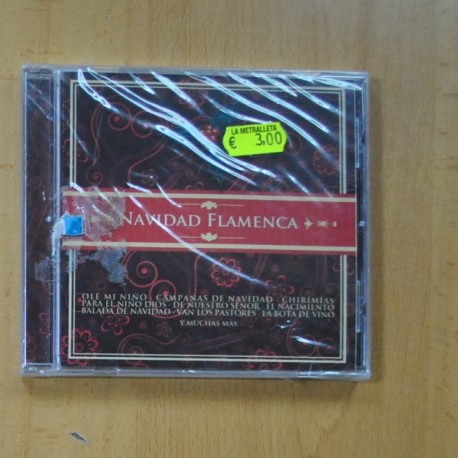 LA METRALLETA
€ 3.00
NAVIDAD FLAMENCA
OLE MI NIÑO · CAMPANAS DE NAVIDAD · CHIRIMÍAS
PARA EL NIÑO DIOS · DE NUESTRO SEÑOR · EL NACIMIENTO
BALADA DE NAVIDAD · VAN LOS PASTORES · LA BOTA DE VINO
Y MUCHAS MAS